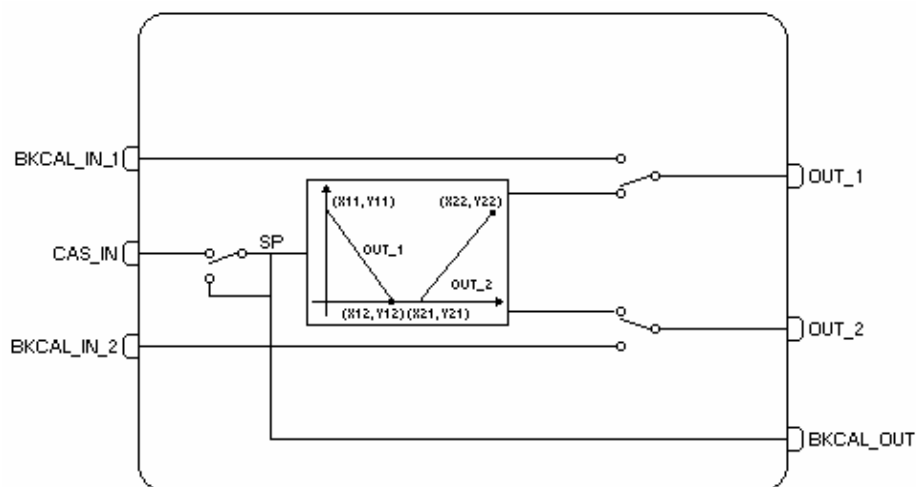 BKCAL_IN_1
OUT_1
(X11,Y11)
(X22,Y22)
SP
CAS_IN
OUT_1
OUT_2
(X12,Y12)(X21,Y21)
OUT_2
BKCAL_IN_2
BKCAL_OUT